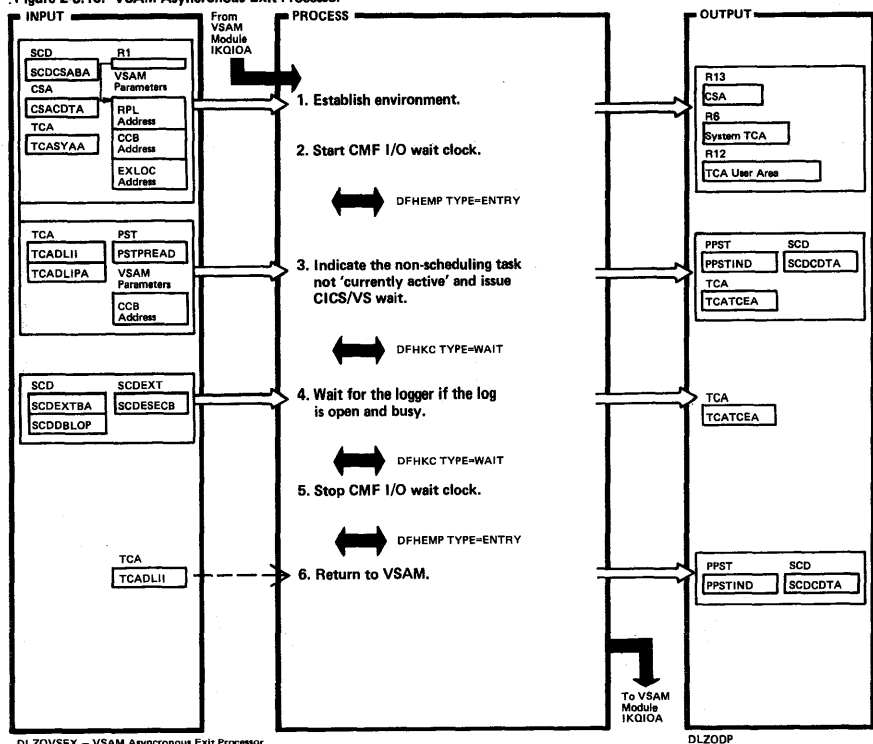 Figure 2-3.10. VSAM Asyncronous Exit Processor
INPUT
From
VSAM
Module
IKQIOA
PROCESS
OUTPUT
SCD
R1
SCDCSABA
VSAM
Parameters
CSA
CSACDTA
RPL
Address
TCA
TCASYAA
CCB
Address
EXLOC
Address
1. Establish environment.
2. Start CMF I/O wait clock.
DFHEMP TYPE=ENTRY
R13
CSA
R6
System TCA
R12
TCA User Area
TCA
PST
TCADLII
PSTPREAD
TCADLIPA
VSAM
Parameters
CCB
Address
3. Indicate the non-scheduling task
not 'currently active' and issue
CICS/VS wait.
DFHKC TYPE=WAIT
PPST
SCD
PPSTIND
SCDCDTA
TCA
TCATCEA
SCD
SCDEXT
SCDEXTBA
SCDESECB
SCDDBLOP
4. Wait for the logger if the log
is open and busy.
DFHKC TYPE=WAIT
TCA
TCATCEA
5. Stop CMF I/O wait clock.
DFHEMP TYPE=ENTRY
TCA
TCADLII
6. Return to VSAM.
PPST
SCD
PPSTIND
SCDCDTA
To VSAM
Module
IKQIOA
DLZOVSEX – VSAM Asyncronous Exit Processor
DLZODP